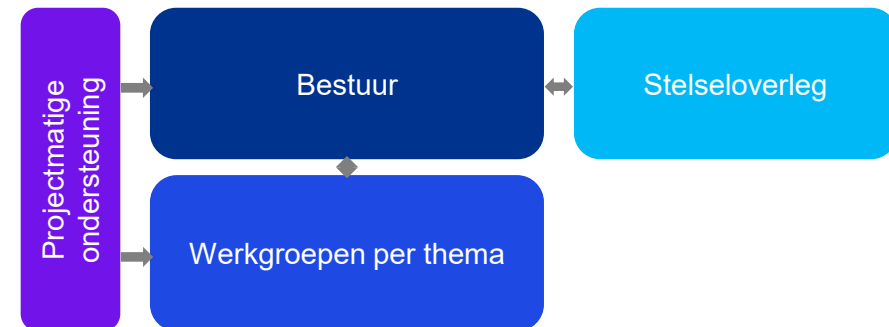 Projectmatige
ondersteuning
Bestuur
Stelseloverleg
Werkgroepen per thema